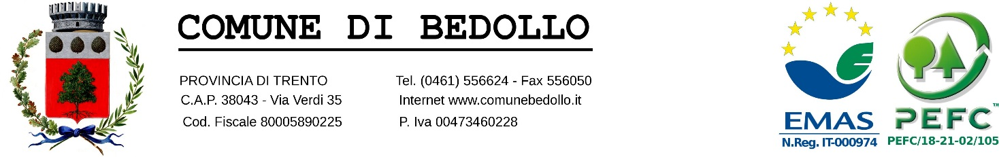 COMUNE DI BEDOLLO
PROVINCIA DI TRENTO
C.A.P. 38043 - Via Verdi 35
Cod. Fiscale 80005890225
Tel. (0461) 556624 - Fax 556050
Internet www.comunebedollo.it
P. Iva 00473460228
EMAS
N.Reg. IT-000974
PEFC™
PEFC/18-21-02/105